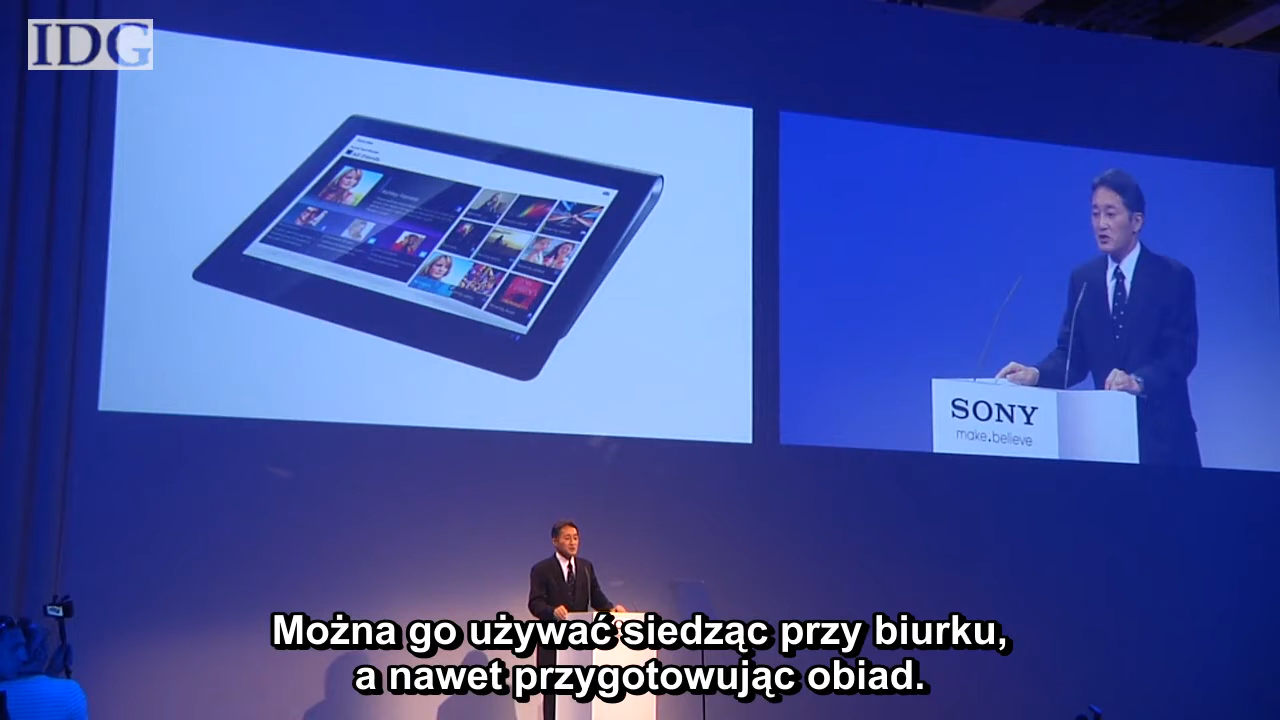 IDG
SONY
make.believe
Można go używać siedząc przy biurku,
a nawet przygotowując obiad.